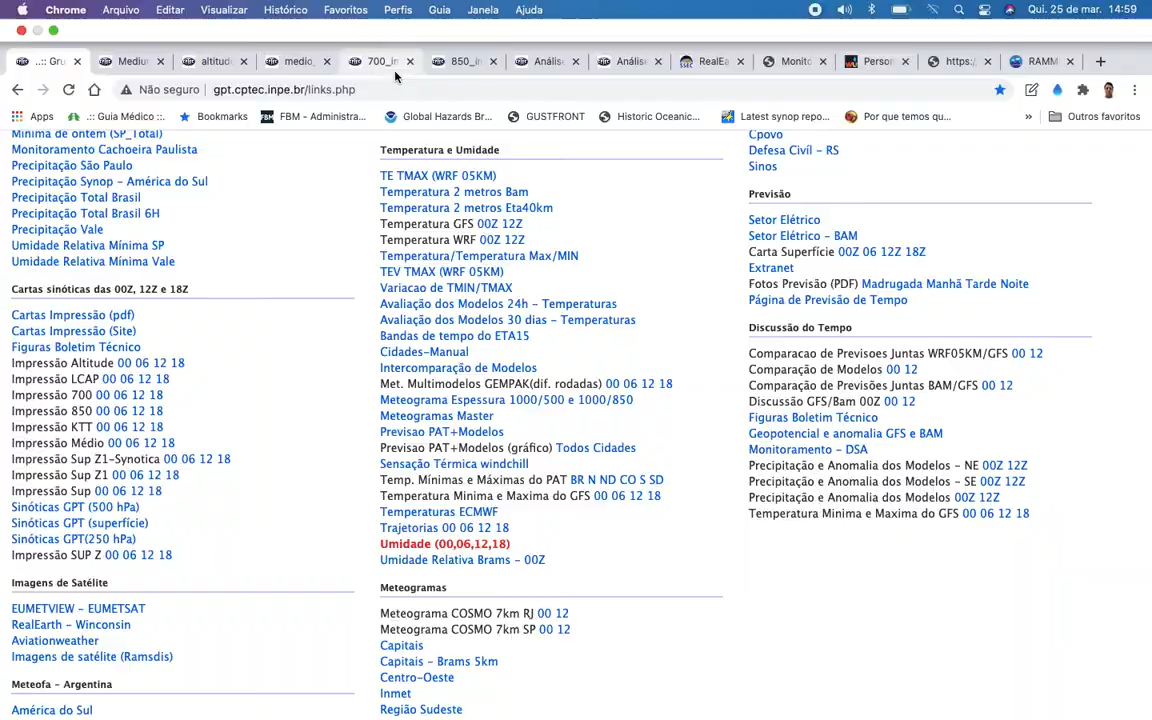 Chrome Arquivo Editar Visualizar Histórico Favoritos Perfis Guia Janela Ajuda Qui. 25 de mar. 14:59
..:: Gru Mediur altitud medio_ 700_in 850_in Anális Anális RealEa Monito Person https: RAMM
Não seguro gpt.cptec.inpe.br/links.php
Apps .:: Guia Médico ::. Bookmarks FBM - Administra... Global Hazards Br... GUSTFRONT Historic Oceanic... Latest synop repo... Por que temos qu... » Outros favoritos
Mínima de ontem (SP_Total)
Monitoramento Cachoeira Paulista
Precipitação São Paulo
Precipitação Synop - América do Sul
Precipitação Total Brasil
Precipitação Total Brasil 6H
Precipitação Vale
Umidade Relativa Mínima SP
Umidade Relativa Mínima Vale
Cartas sinóticas das 00Z, 12Z e 18Z
Cartas Impressão (pdf)
Cartas Impressão (Site)
Figuras Boletim Técnico
Impressão Altitude 00 06 12 18
Impressão LCAP 00 06 12 18
Impressão 700 00 06 12 18
Impressão 850 00 06 12 18
Impressão KTT 00 06 12 18
Impressão Médio 00 06 12 18
Impressão Sup Z1-Synotica 00 06 12 18
Impressão Sup Z1 00 06 12 18
Impressão Sup 00 06 12 18
Sinóticas GPT (500 hPa)
Sinóticas GPT (superfície)
Sinóticas GPT(250 hPa)
Impressão SUP Z 00 06 12 18
Imagens de Satélite
EUMETVIEW - EUMETSAT
RealEarth - Winconsin
Aviationweather
Imagens de satélite (Ramsdis)
Meteofa - Argentina
América do Sul
Temperatura e Umidade
TE TMAX (WRF 05KM)
Temperatura 2 metros Bam
Temperatura 2 metros Eta40km
Temperatura GFS 00Z 12Z
Temperatura WRF 00Z 12Z
Temperatura/Temperatura Max/MIN
TEV TMAX (WRF 05KM)
Variacao de TMIN/TMAX
Avaliação dos Modelos 24h - Temperaturas
Avaliação dos Modelos 30 dias - Temperaturas
Bandas de tempo do ETA15
Cidades-Manual
Intercomparação de Modelos
Met. Multimodelos GEMPAK(dif. rodadas) 00 06 12 18
Meteograma Espessura 1000/500 e 1000/850
Meteogramas Master
Previsao PAT+Modelos
Previsao PAT+Modelos (gráfico) Todos Cidades
Sensação Térmica windchill
Temp. Mínimas e Máximas do PAT BR N ND CO S SD
Temperatura Minima e Maxima do GFS 00 06 12 18
Temperaturas ECMWF
Trajetorias 00 06 12 18
Umidade (00,06,12,18)
Umidade Relativa Brams - 00Z
Meteogramas
Meteograma COSMO 7km RJ 00 12
Meteograma COSMO 7km SP 00 12
Capitais
Capitais - Brams 5km
Centro-Oeste
Inmet
Região Sudeste
Cpovo
Defesa Civíl - RS
Sinos
Previsão
Setor Elétrico
Setor Elétrico - BAM
Carta Superfície 00Z 06 12Z 18Z
Extranet
Fotos Previsão (PDF) Madrugada Manhã Tarde Noite
Página de Previsão de Tempo
Discussão do Tempo
Comparacao de Previsoes Juntas WRF05KM/GFS 00 12
Comparação de Modelos 00 12
Comparação de Previsões Juntas BAM/GFS 00 12
Discussão GFS/Bam 00Z 00 12
Figuras Boletim Técnico
Geopotencial e anomalia GFS e BAM
Monitoramento - DSA
Precipitação e Anomalia dos Modelos - NE 00Z 12Z
Precipitação e Anomalia dos Modelos - SE 00Z 12Z
Precipitação e Anomalia dos Modelos 00Z 12Z
Temperatura Minima e Maxima do GFS 00 06 12 18